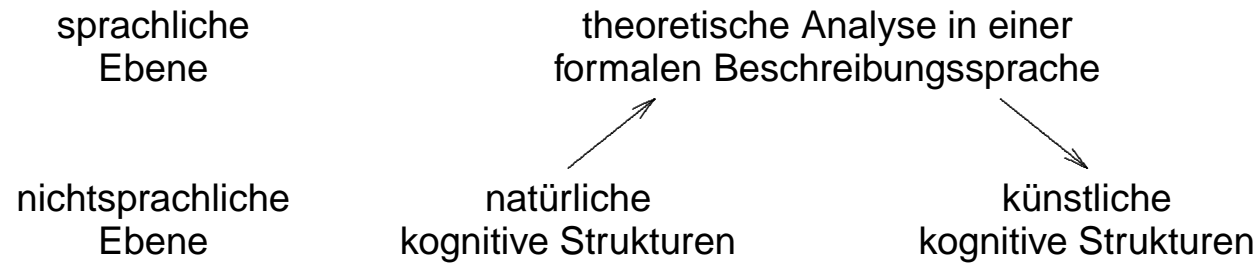 sprachliche
Ebene
theoretische Analyse in einer
formalen Beschreibungssprache
nichtsprachliche
Ebene
natürliche
kognitive Strukturen
künstliche
kognitive Strukturen